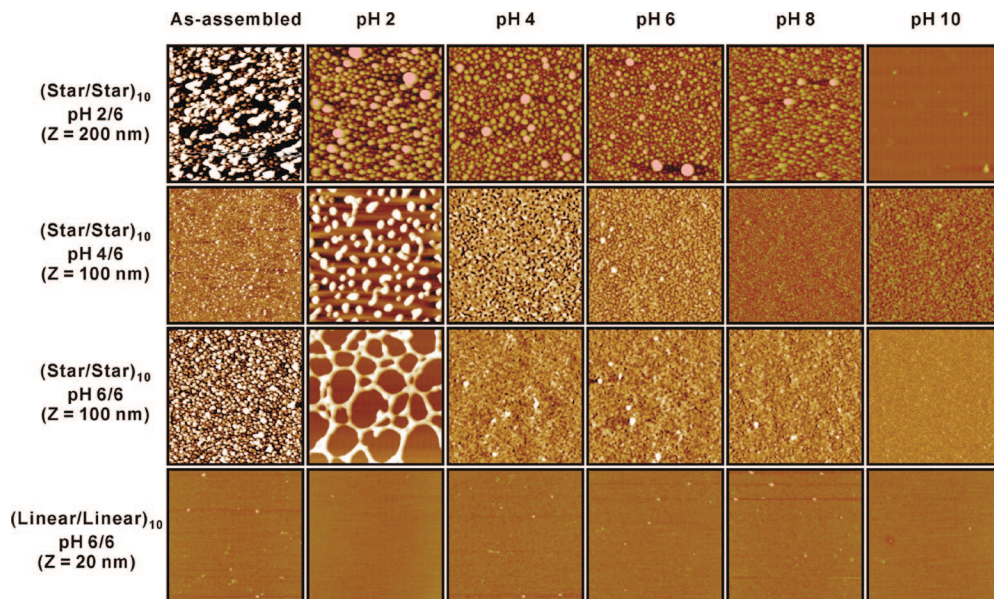 As-assembled pH 2 pH 4 pH 6 pH 8 pH 10
(Star/Star)10
pH 2/6
(Z = 200 nm)
(Star/Star)10
pH 4/6
(Z = 100 nm)
(Star/Star)10
pH 6/6
(Z = 100 nm)
(Linear/Linear)10
pH 6/6
(Z = 20 nm)